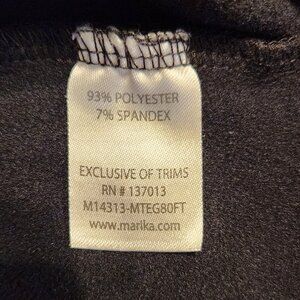 93% POLYESTER
7% SPANDEX
EXCLUSIVE OF TRIMS
RN # 137013
M14313-MTEG80FT
www.marika.com